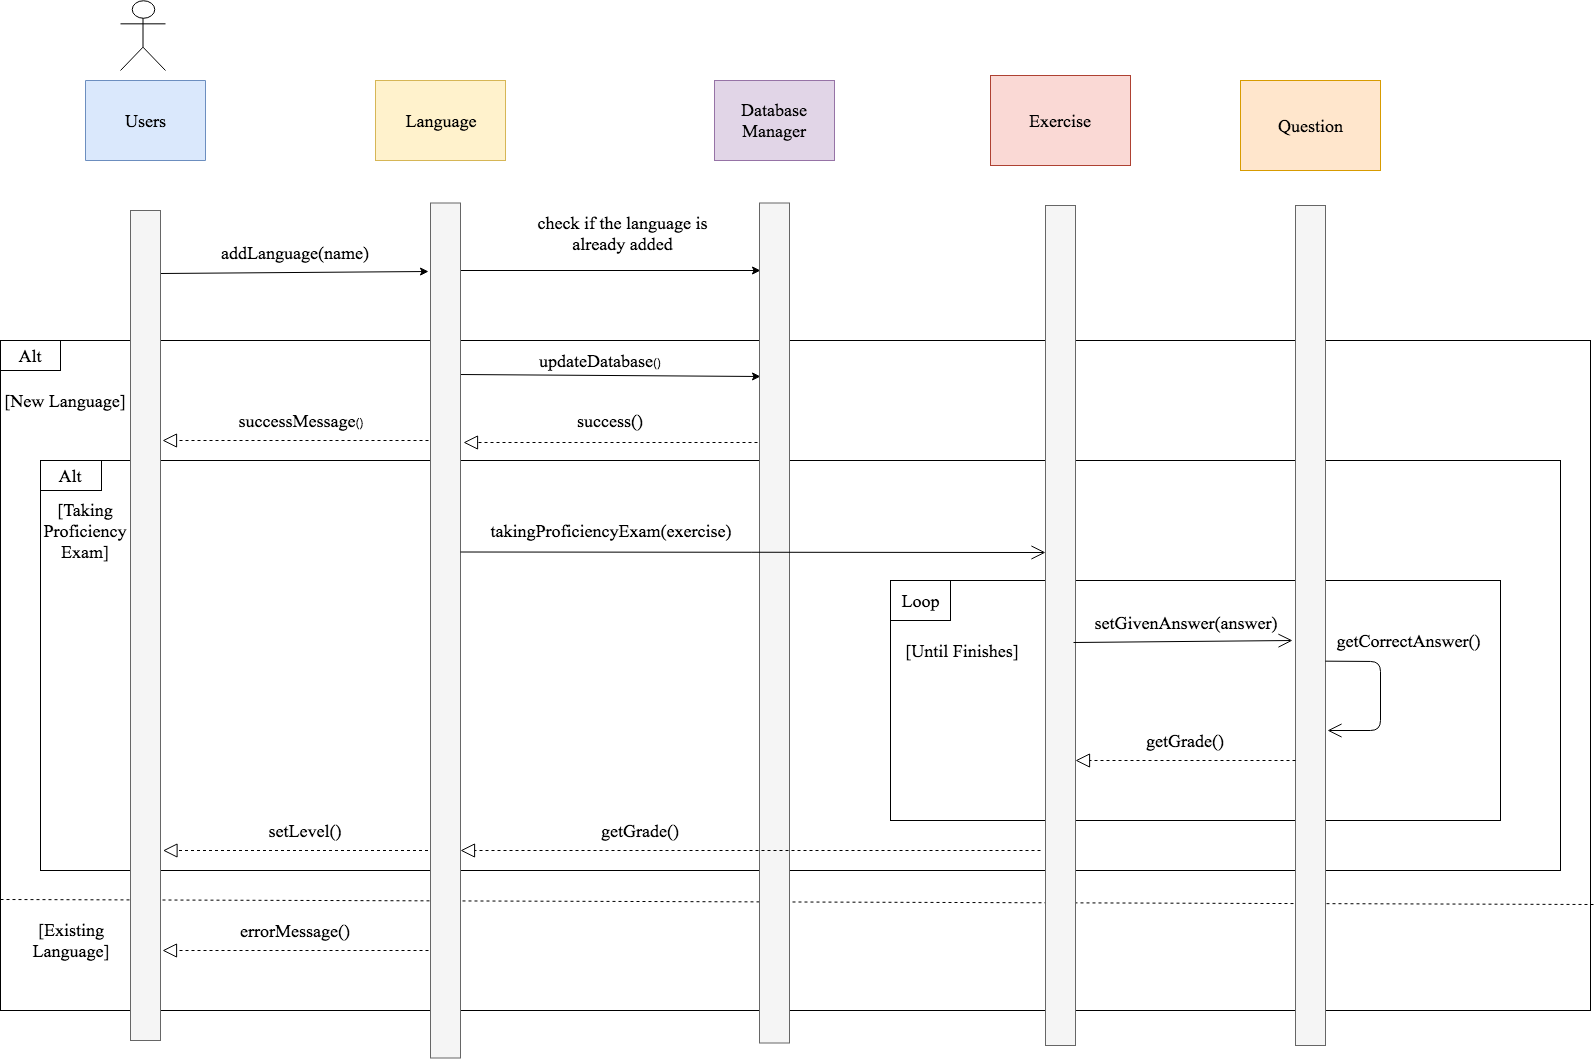 Users
Language
Database
Manager
Exercise
Question
check if the language is
already added
addLanguage(name)
Alt
updateDatabase()
[New Language]
successMessage()
success()
Alt
[Taking
Proficiency
Exam]
takingProficiencyExam(exercise)
Loop
setGivenAnswer(answer)
[Until Finishes]
getCorrectAnswer()
getGrade()
setLevel()
getGrade()
[Existing
Language]
errorMessage()